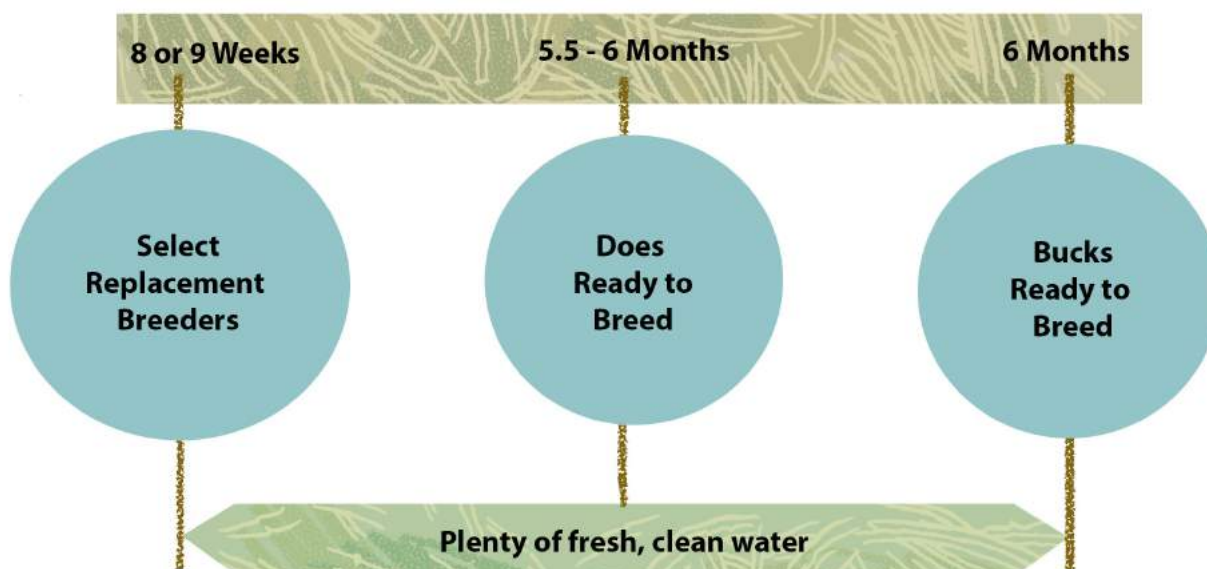 8 or 9 Weeks
5.5 - 6 Months
6 Months
Select
Replacement
Breeders
Does
Ready to
Breed
Bucks
Ready to
Breed
Plenty of fresh, clean water